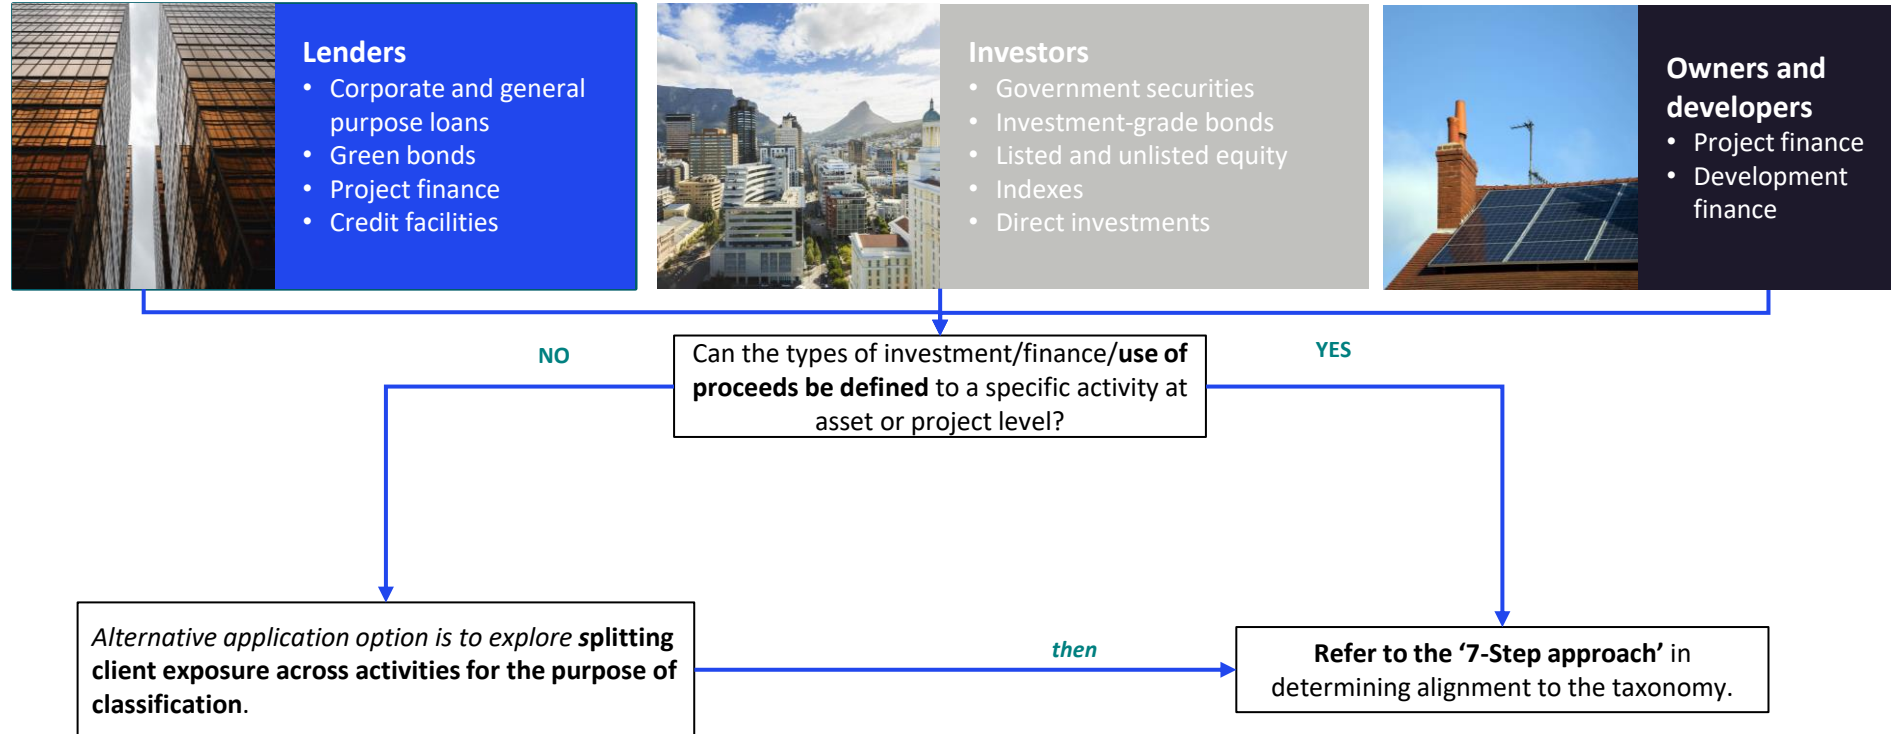 Lenders
• Corporate and general
purpose loans
• Green bonds
• Project finance
• Credit facilities
Investors
• Government securities
• Investment-grade bonds
• Listed and unlisted equity
• Indexes
• Direct investments
Owners and
developers
• Project finance
• Development
finance
NO
Can the types of investment/finance/use of
proceeds be defined to a specific activity at
asset or project level?
YES
Alternative application option is to explore splitting
client exposure across activities for the purpose of
classification.
then
Refer to the ‘7-Step approach’ in
determining alignment to the taxonomy.